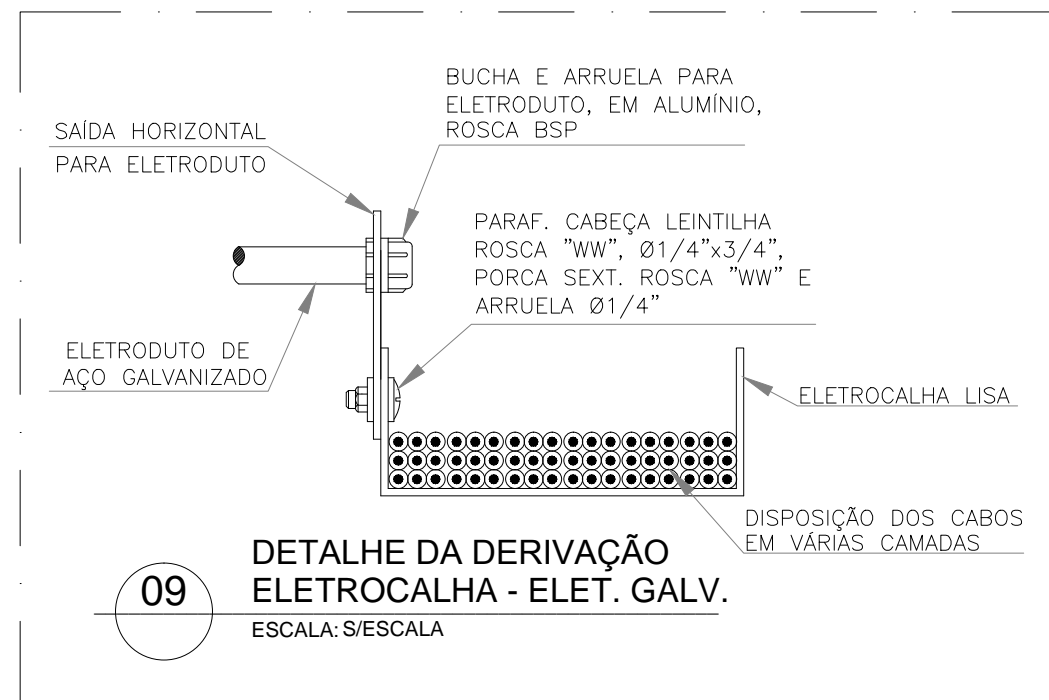 BUCHA E ARRUELA PARA
ELETRODUTO, EM ALUMÍNIO,
ROSCA BSP
SAÍDA HORIZONTAL
PARA ELETRODUTO
PARAF. CABEÇA LEINTILHA
ROSCA "WW", Ø1/4"x3/4",
PORCA SEXT. ROSCA "WW" E
ARRUELA Ø1/4"
ELETRODUTO DE
AÇO GALVANIZADO
ELETROCALHA LISA
DISPOSIÇÃO DOS CABOS
EM VÁRIAS CAMADAS
09
DETALHE DA DERIVAÇÃO
ELETROCALHA - ELET. GALV.
ESCALA: S/ESCALA